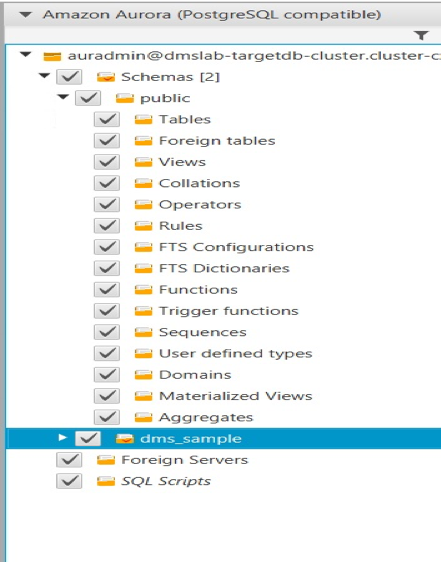 Amazon Aurora (PostgreSQL compatible)
auradmin@dmslab-targetdb-cluster.cluster-c
Schemas [2]
public
Tables
Foreign tables
Views
Collations
Operators
Rules
FTS Configurations
FTS Dictionaries
Functions
Trigger functions
Sequences
User defined types
Domains
Materialized Views
Aggregates
dms_sample
Foreign Servers
SQL Scripts